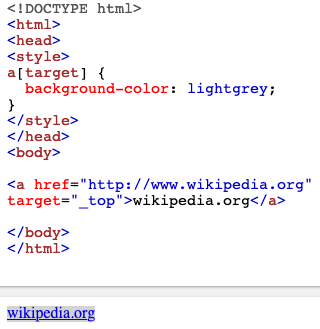 <!DOCTYPE html>
<html>
<head>
<style>
a[target] {
  background-color: lightgrey;
}
</style>
</head>
<body>

<a href="http://www.wikipedia.org"
target="_top">wikipedia.org</a>

</body>
</html>

wikipedia.org